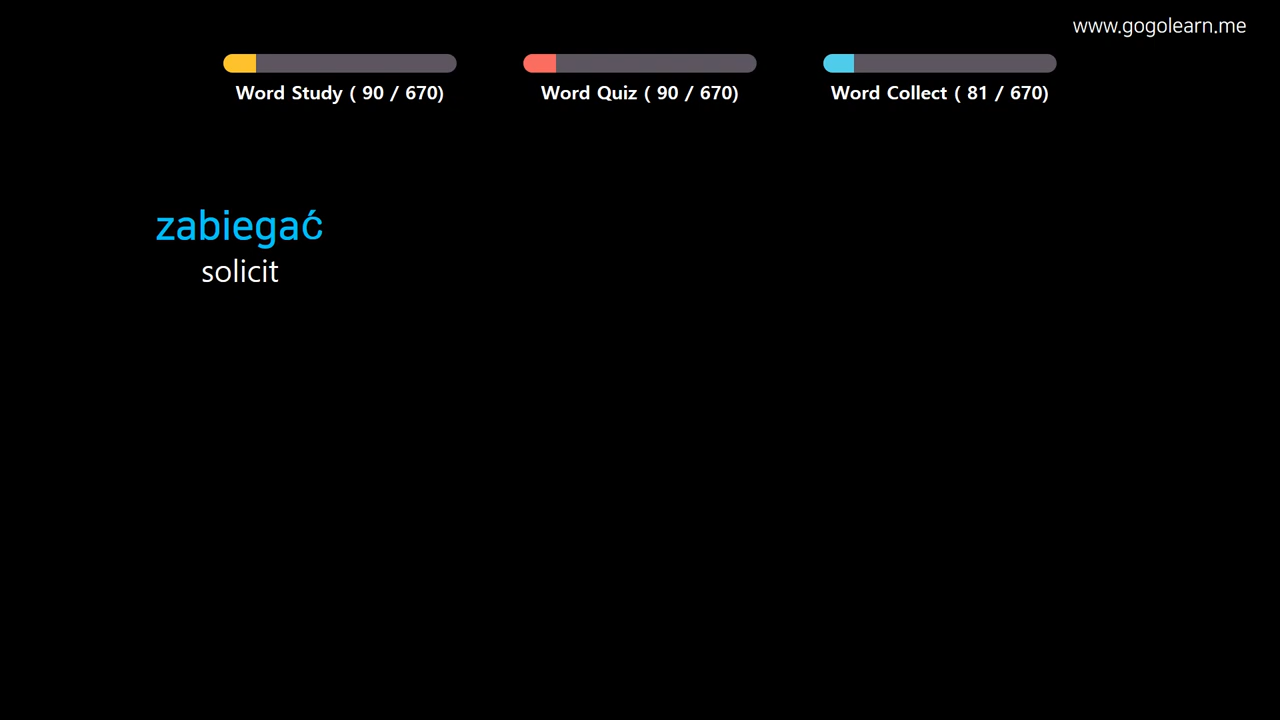 www.gogolearn.me
Word Study ( 90 / 670)
Word Quiz ( 90 / 670)
Word Collect ( 81 / 670)
zabiegać
solicit